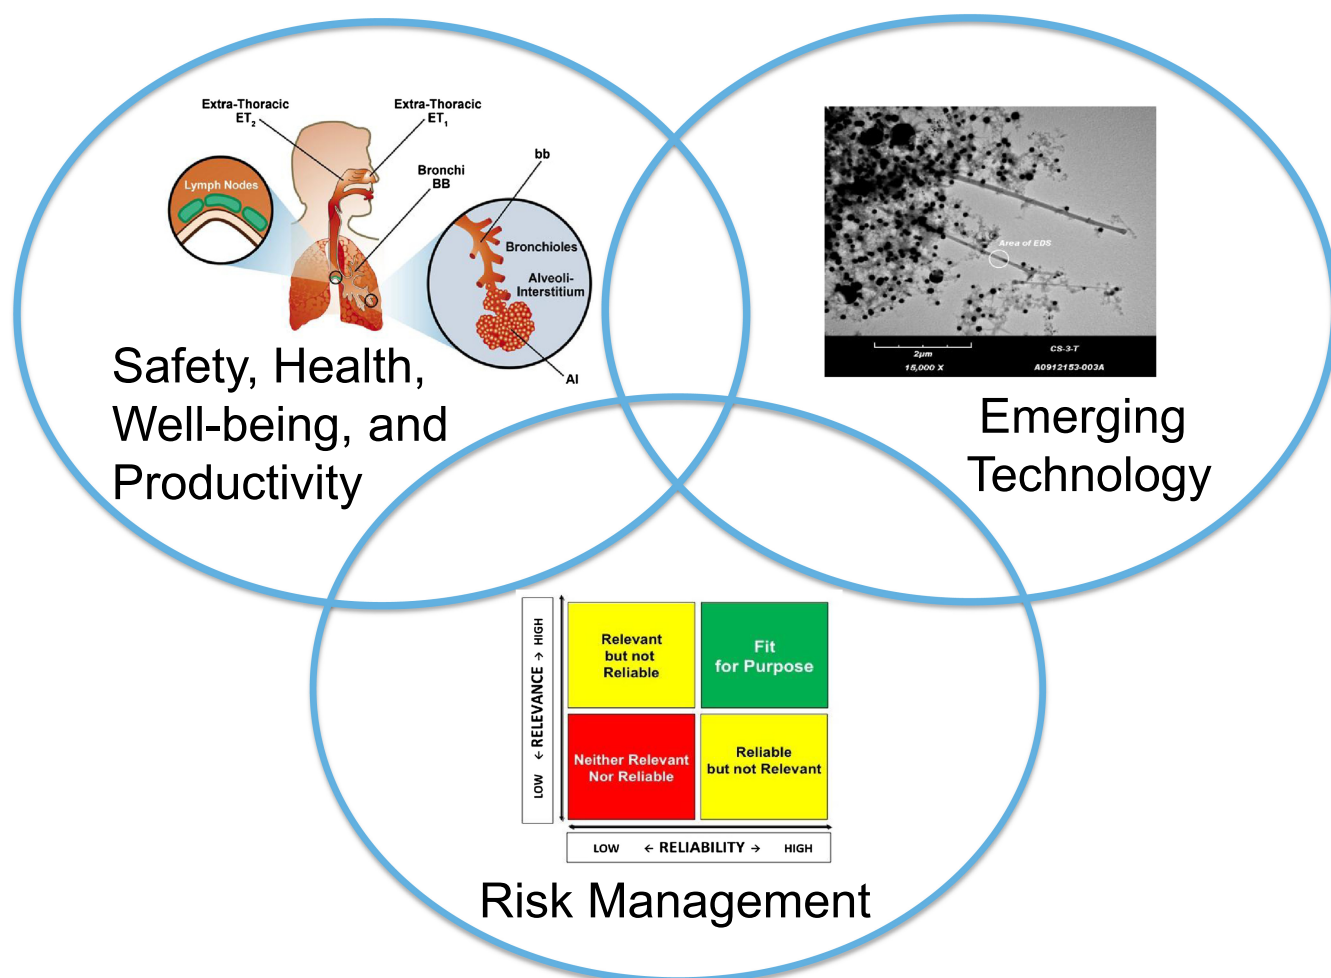 Extra-Thoracic
ET2
Extra-Thoracic
ET1
Bronchi
BB
bb
Lymph Nodes
Bronchioles
Alveoli-
Interstitium
AI
Safety, Health,
Well-being, and
Productivity
Area of EDS
2µm
15,000 X
CS-3-T
A0912153-003A
Emerging
Technology
LOW ← RELEVANCE → HIGH
Relevant
but not
Reliable
Fit
for Purpose
Neither Relevant
Nor Reliable
Reliable
but not Relevant
LOW ← RELIABILITY → HIGH
Risk Management